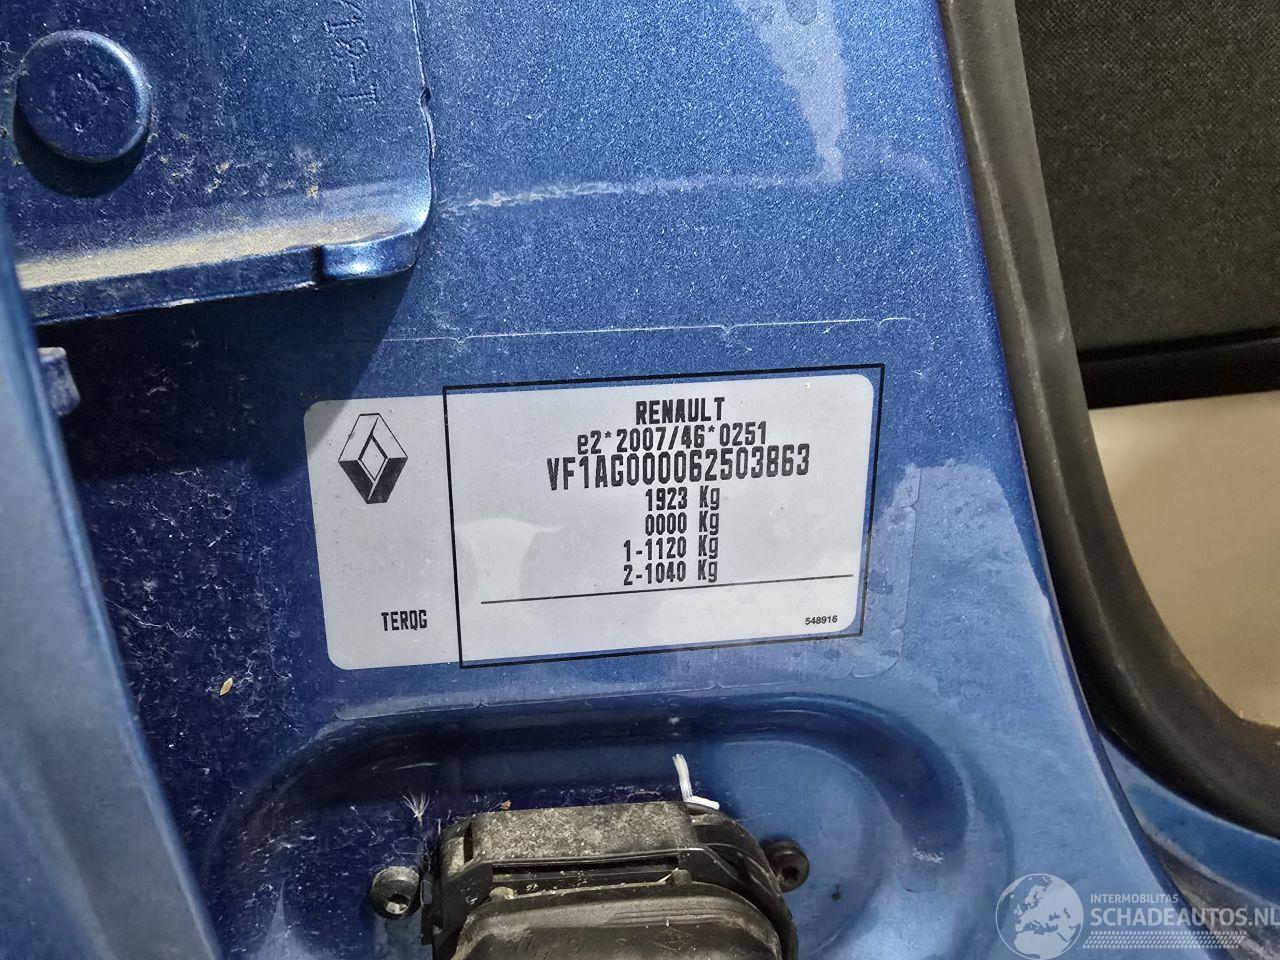 RENAULT
e2*2007/46*0251
VF1AG000062503863
1923 Kg
0000 Kg
1-1120 Kg
2-1040 Kg
TERQG
548916
INTERMOBILITAS
SCHADEAUTOS.NL